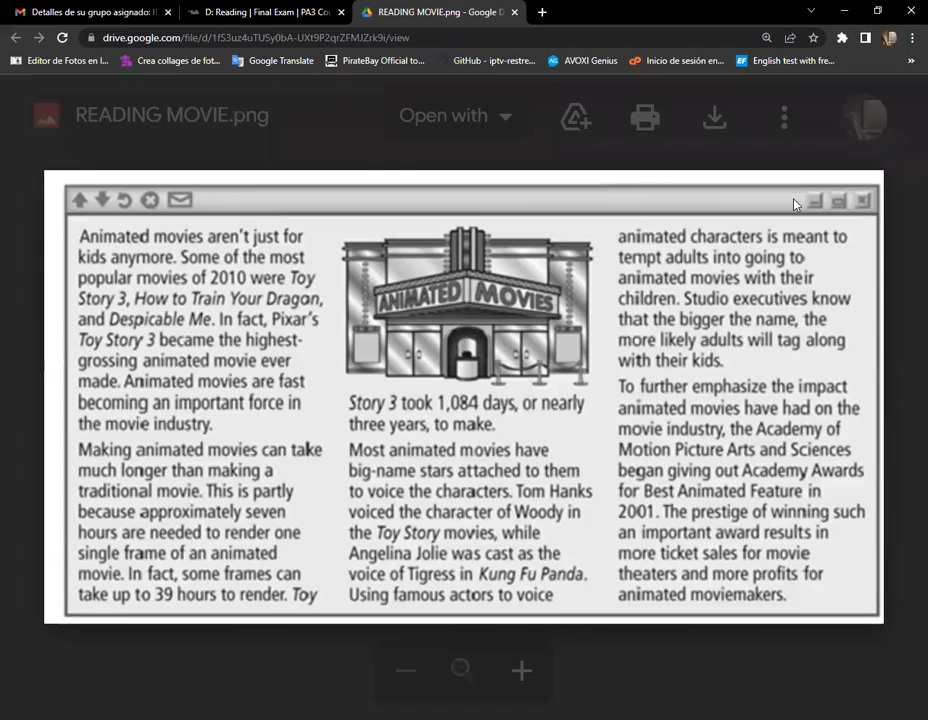 Detalles de su grupo asignado: I
D: Reading | Final Exam | PA3 Co
READING MOVIE.png - Google D
drive.google.com/file/d/1fS3uz4uTUSy0bA-UXt9P2qrZFMJZrk9i/view
Editor de Fotos en l...
Crea collages de fot...
Google Translate
PirateBay Official to...
GitHub - iptv-restre...
AVOXI Genius
Inicio de sesión en...
English test with fre...
READING MOVIE.png
Open with
Animated movies aren't just for
kids anymore. Some of the most
popular movies of 2010 were Toy
Story 3, How to Train Your Dragon,
and Despicable Me. In fact, Pixar's
Toy Story 3 became the highest-
grossing animated movie ever
made. Animated movies are fast
becoming an important force in
the movie industry.
Making animated movies can take
much longer than making a
traditional movie. This is partly
because approximately seven
hours are needed to render one
single frame of an animated
movie. In fact, some frames can
take up to 39 hours to render. Toy
ANIMATED MOVIES
Story 3 took 1,084 days, or nearly
three years, to make.
Most animated movies have
big-name stars attached to them
to voice the characters. Tom Hanks
voiced the character of Woody in
the Toy Story movies, while
Angelina Jolie was cast as the
voice of Tigress in Kung Fu Panda.
Using famous actors to voice
animated characters is meant to
tempt adults into going to
animated movies with their
children. Studio executives know
that the bigger the name, the
more likely adults will tag along
with their kids.
To further emphasize the impact
animated movies have had on the
movie industry, the Academy of
Motion Picture Arts and Sciences
began giving out Academy Awards
for Best Animated Feature in
2001. The prestige of winning such
an important award results in
more ticket sales for movie
theaters and more profits for
animated moviemakers.